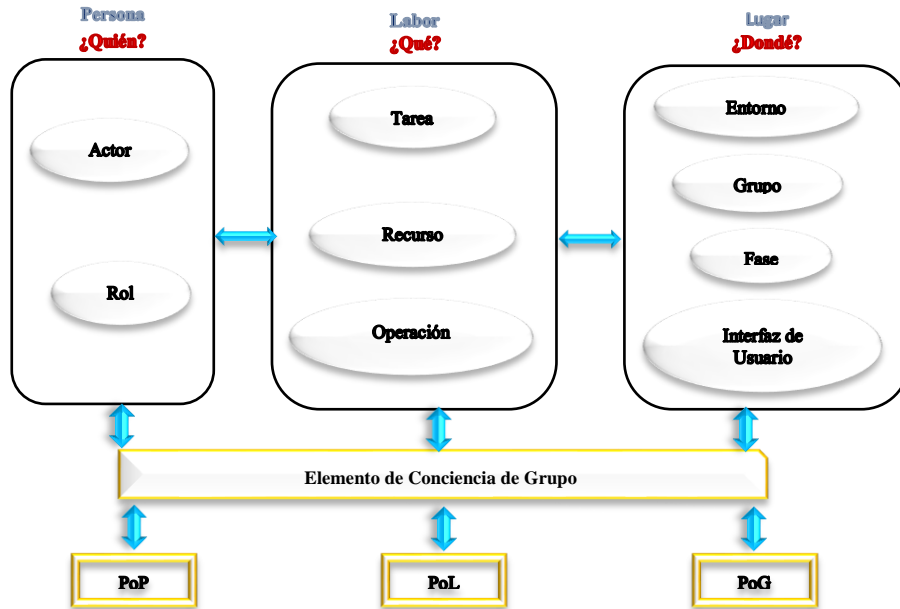 Persona
¿Quién?
Actor
Rol
Labor
¿Qué?
Tarea
Recurso
Operación
Lugar
¿Dondé?
Entorno
Grupo
Fase
Interfaz de
Usuario
Elemento de Conciencia de Grupo
PoP
PoL
PoG